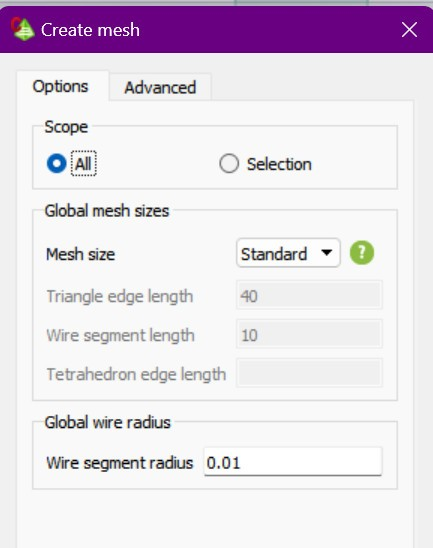 Create mesh
Options Advanced
Scope
All Selection
Global mesh sizes
Mesh size Standard ?
Triangle edge length 40
Wire segment length 10
Tetrahedron edge length
Global wire radius
Wire segment radius 0.01